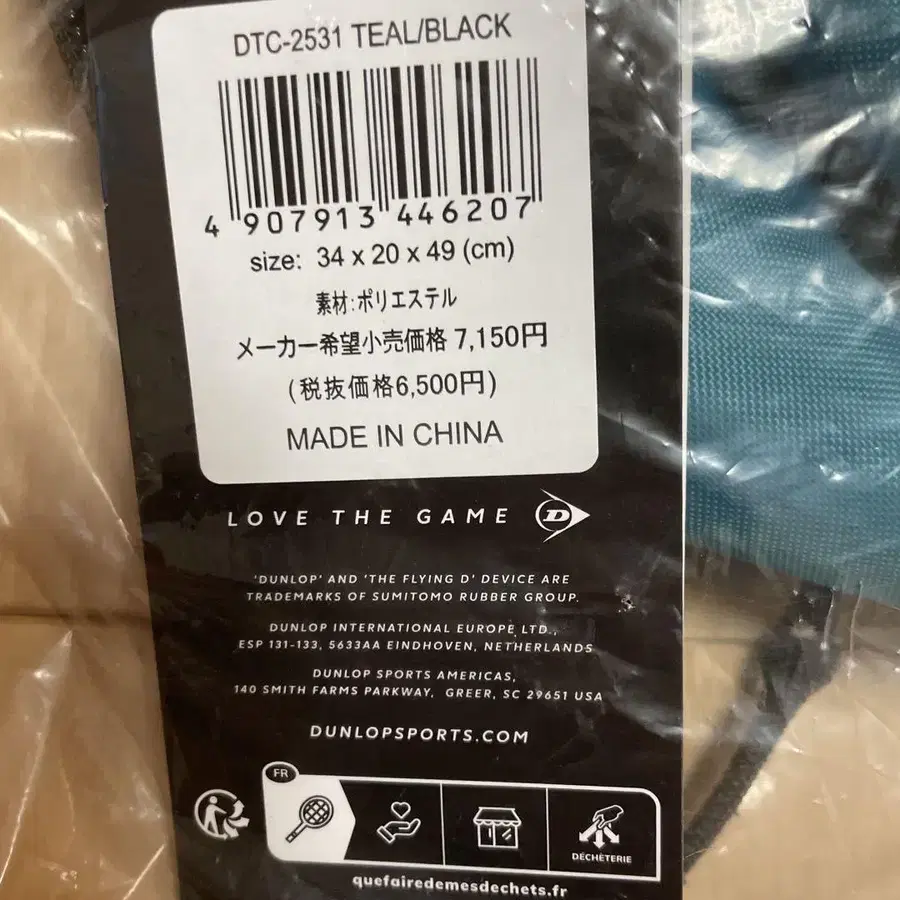 DTC-2531 TEAL/BLACK
4 907913 446207
size: 34 x 20 x 49 (cm)
素材:ポリエステル
メーカー希望小売価格 7,150円
(税抜価格6,500円)
MADE IN CHINA
LOVE THE GAME D
'DUNLOP' AND 'THE FLYING D' DEVICE ARE
TRADEMARKS OF SUMITOMO RUBBER GROUP.
DUNLOP INTERNATIONAL EUROPE LTD.,
ESP 131-133, 5633AA EINDHOVEN, NETHERLANDS
DUNLOP SPORTS AMERICAS,
140 SMITH FARMS PARKWAY, GREER, SC 29651 USA
DUNLOPSPORTS.COM
FR
DÉCHÈTERIE
quefairedemesdechets.fr